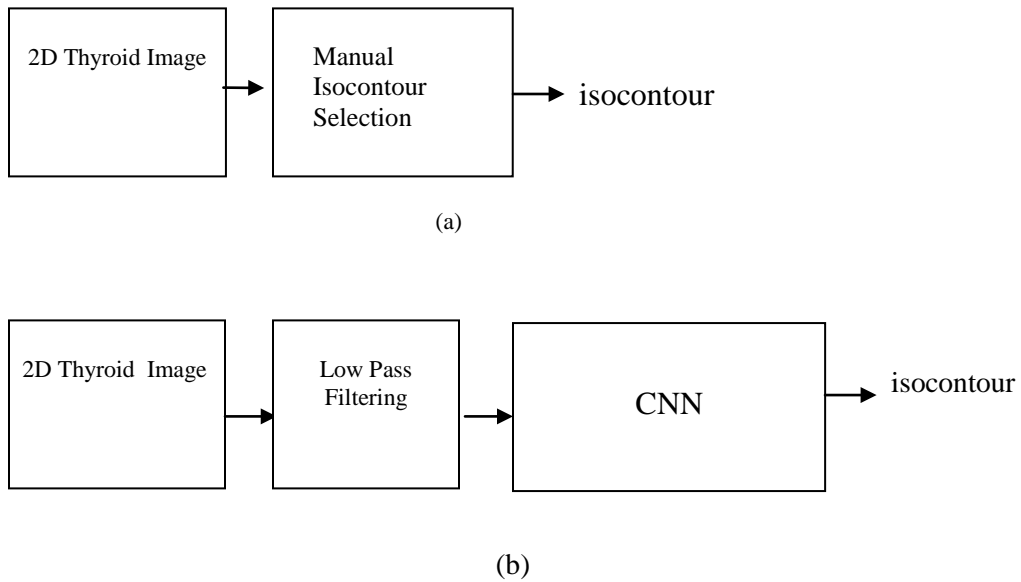 2D Thyroid Image
Manual
Isocontour
Selection
isocontour
(a)
2D Thyroid  Image
Low Pass
Filtering
CNN
isocontour
(b)